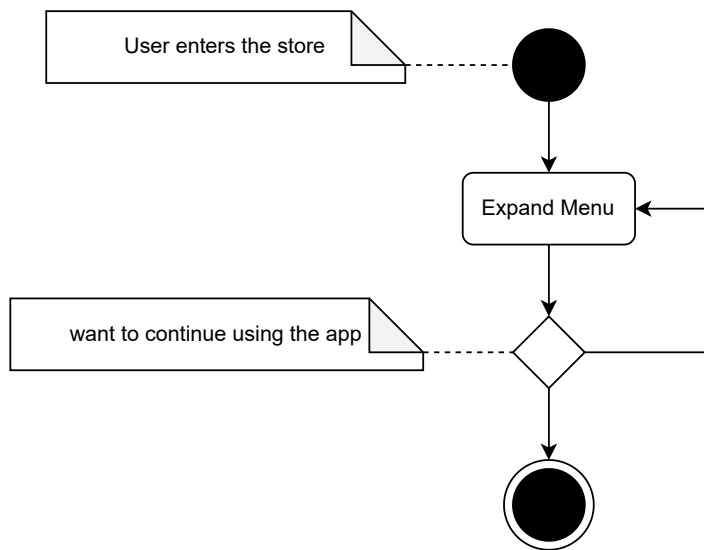 User enters the store
Expand Menu
want to continue using the app